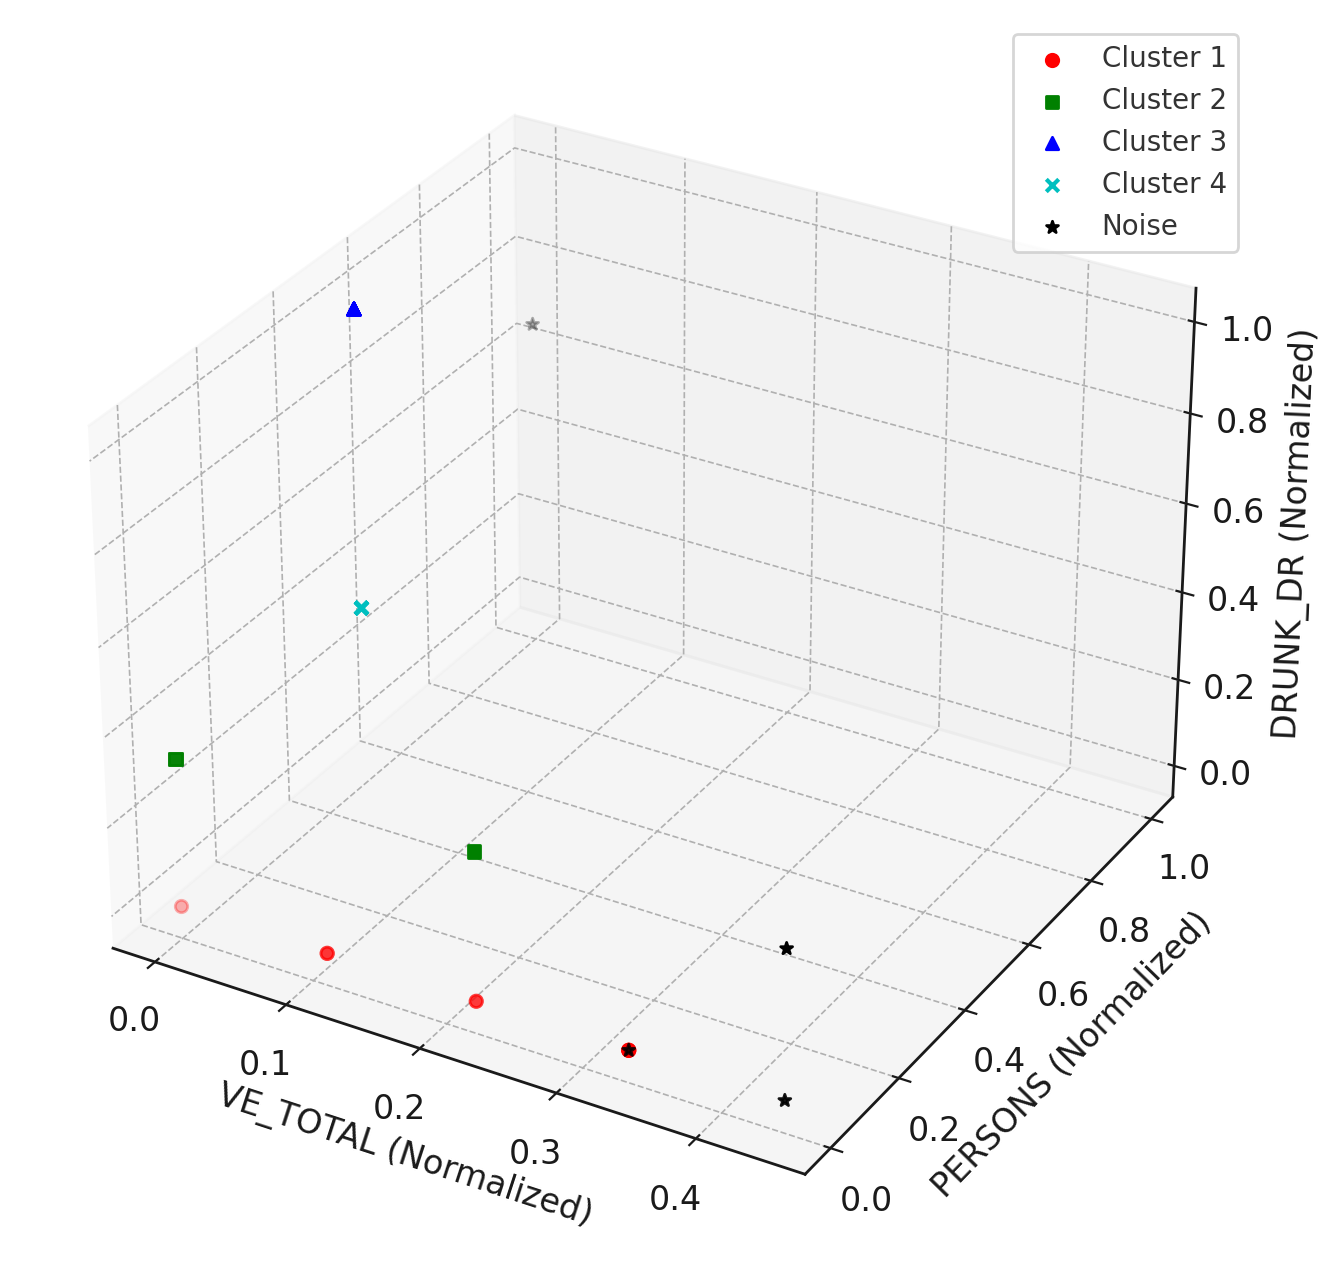 Cluster 1
Cluster 2
Cluster 3
Cluster 4
Noise
1.0
0.8
0.6
0.4
0.2
0.0
DRUNK_DR (Normalized)
1.0
0.8
0.6
0.4
0.2
0.0
PERSONS (Normalized)
0.0
0.1
0.2
0.3
0.4
VE_TOTAL (Normalized)